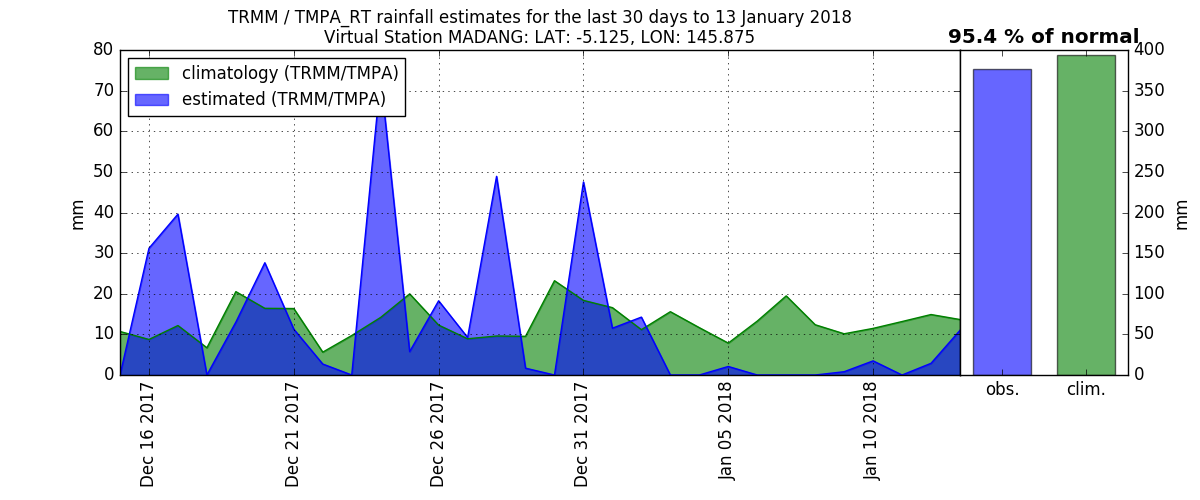 TRMM / TMPA_RT rainfall estimates for the last 30 days to 13 January 2018
Virtual Station MADANG: LAT: -5.125, LON: 145.875
95.4 % of normal
climatology (TRMM/TMPA)
estimated (TRMM/TMPA)
80
70
60
50
40
30
20
10
0
mm
Dec 16 2017
Dec 21 2017
Dec 26 2017
Dec 31 2017
Jan 05 2018
Jan 10 2018
400
350
300
250
200
150
100
50
0
mm
obs.
clim.